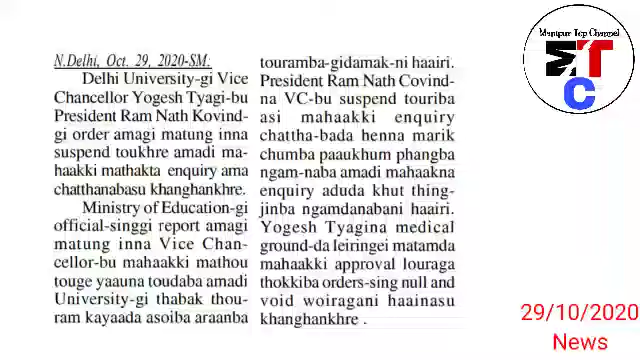 N.Delhi, Oct. 29, 2020-SM:
Delhi University-gi Vice
Chancellor Yogesh Tyagi-bu
President Ram Nath Kovind-
gi order amagi matung inna
suspend toukhre amadi ma-
haakki mathakta enquiry ama
chatthanabasu khanghankhre.
Ministry of Education-gi
official-singgi report amagi
matung inna Vice Chan-
cellor-bu mahaakki mathou
touge yaauna toudaba amadi
University-gi thabak thou-
ram kayaada asoiba araanba
touramba-gidamak-ni haairi.
President Ram Nath Covind-
na VC-bu suspend touriba
asi mahaakki enquiry
chattha-bada henna marik
chumba paaukhum phangba
ngam-naba amadi mahaakna
enquiry aduda khut thing-
jinba ngamdanabani haairi.
Yogesh Tyagina medical
ground-da leiringei matamda
mahaakki approval louraga
thokkiba orders-sing null and
void woiragani haainasu
khanghankhre .
Manipur Top Channel
MTC
29/10/2020
News